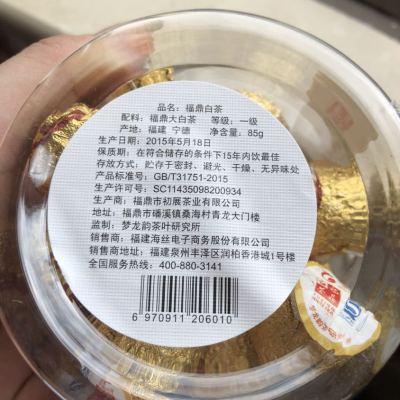 品名：福鼎白茶
配料：福鼎大白茶 等级：一级
产地：福建 宁德 净含量：85g
生产日期：2015年5月18日
保质期：在符合储存的条件下15年内饮最佳
存放方式：贮存于密封、避光、干燥、无异味处
标准号：GB/T31751-2015
生产许可号：SC11435098200934
生产商：福鼎市初展茶业有限公司
地址：福鼎市磻溪镇桑海村青龙大门楼
监制：梦龙韵茶叶研究所
销售商：福建海丝电子商务股份有限公司
地址：福建泉州丰泽区润柏香港城1号楼
全国服务热线：400-880-3141
6 970911 206010